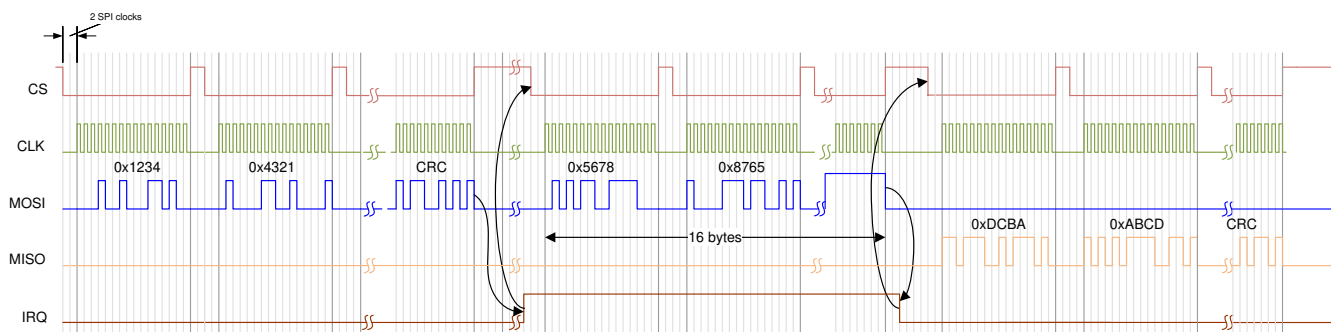 2 SPI clocks
CS
CLK
0x1234 0x4321 CRC 0x5678 0x8765
MOSI
16 bytes
0xDCBA 0xABCD CRC
MISO
IRQ